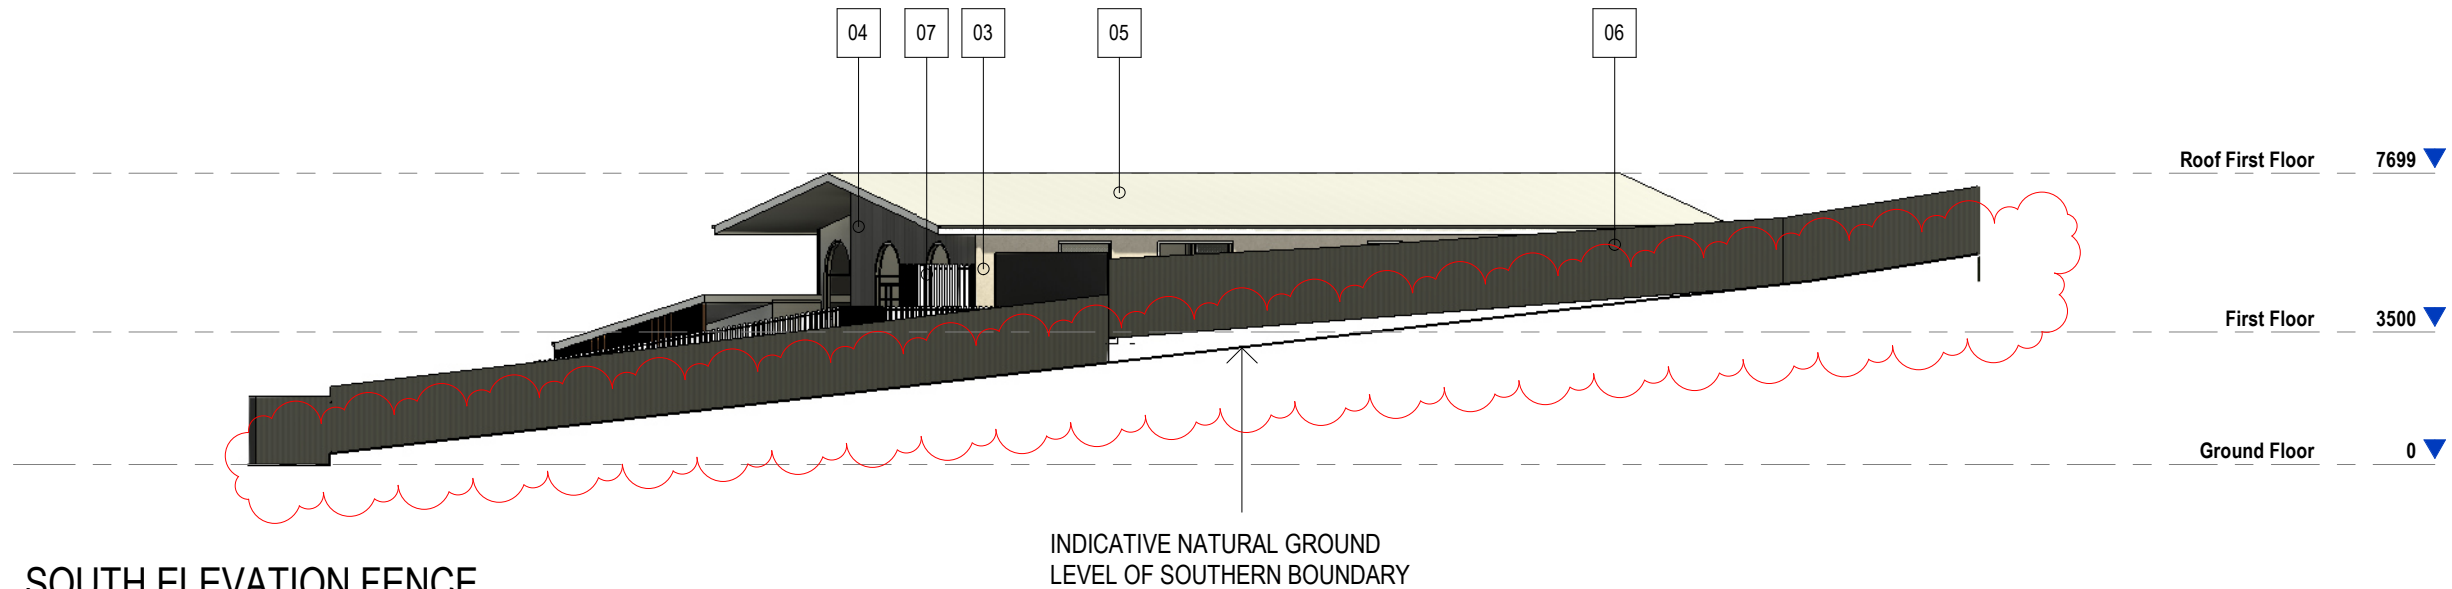 04 07 03 05 06
Roof First Floor 7699
First Floor 3500
Ground Floor 0
INDICATIVE NATURAL GROUND
LEVEL OF SOUTHERN BOUNDARY
SOUTH ELEVATION FENCE